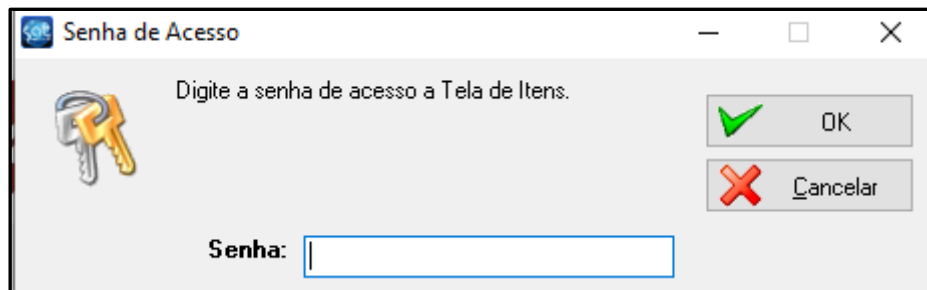 Senha de Acesso
Digite a senha de acesso a Tela de Itens.
OK
Cancelar
Senha: